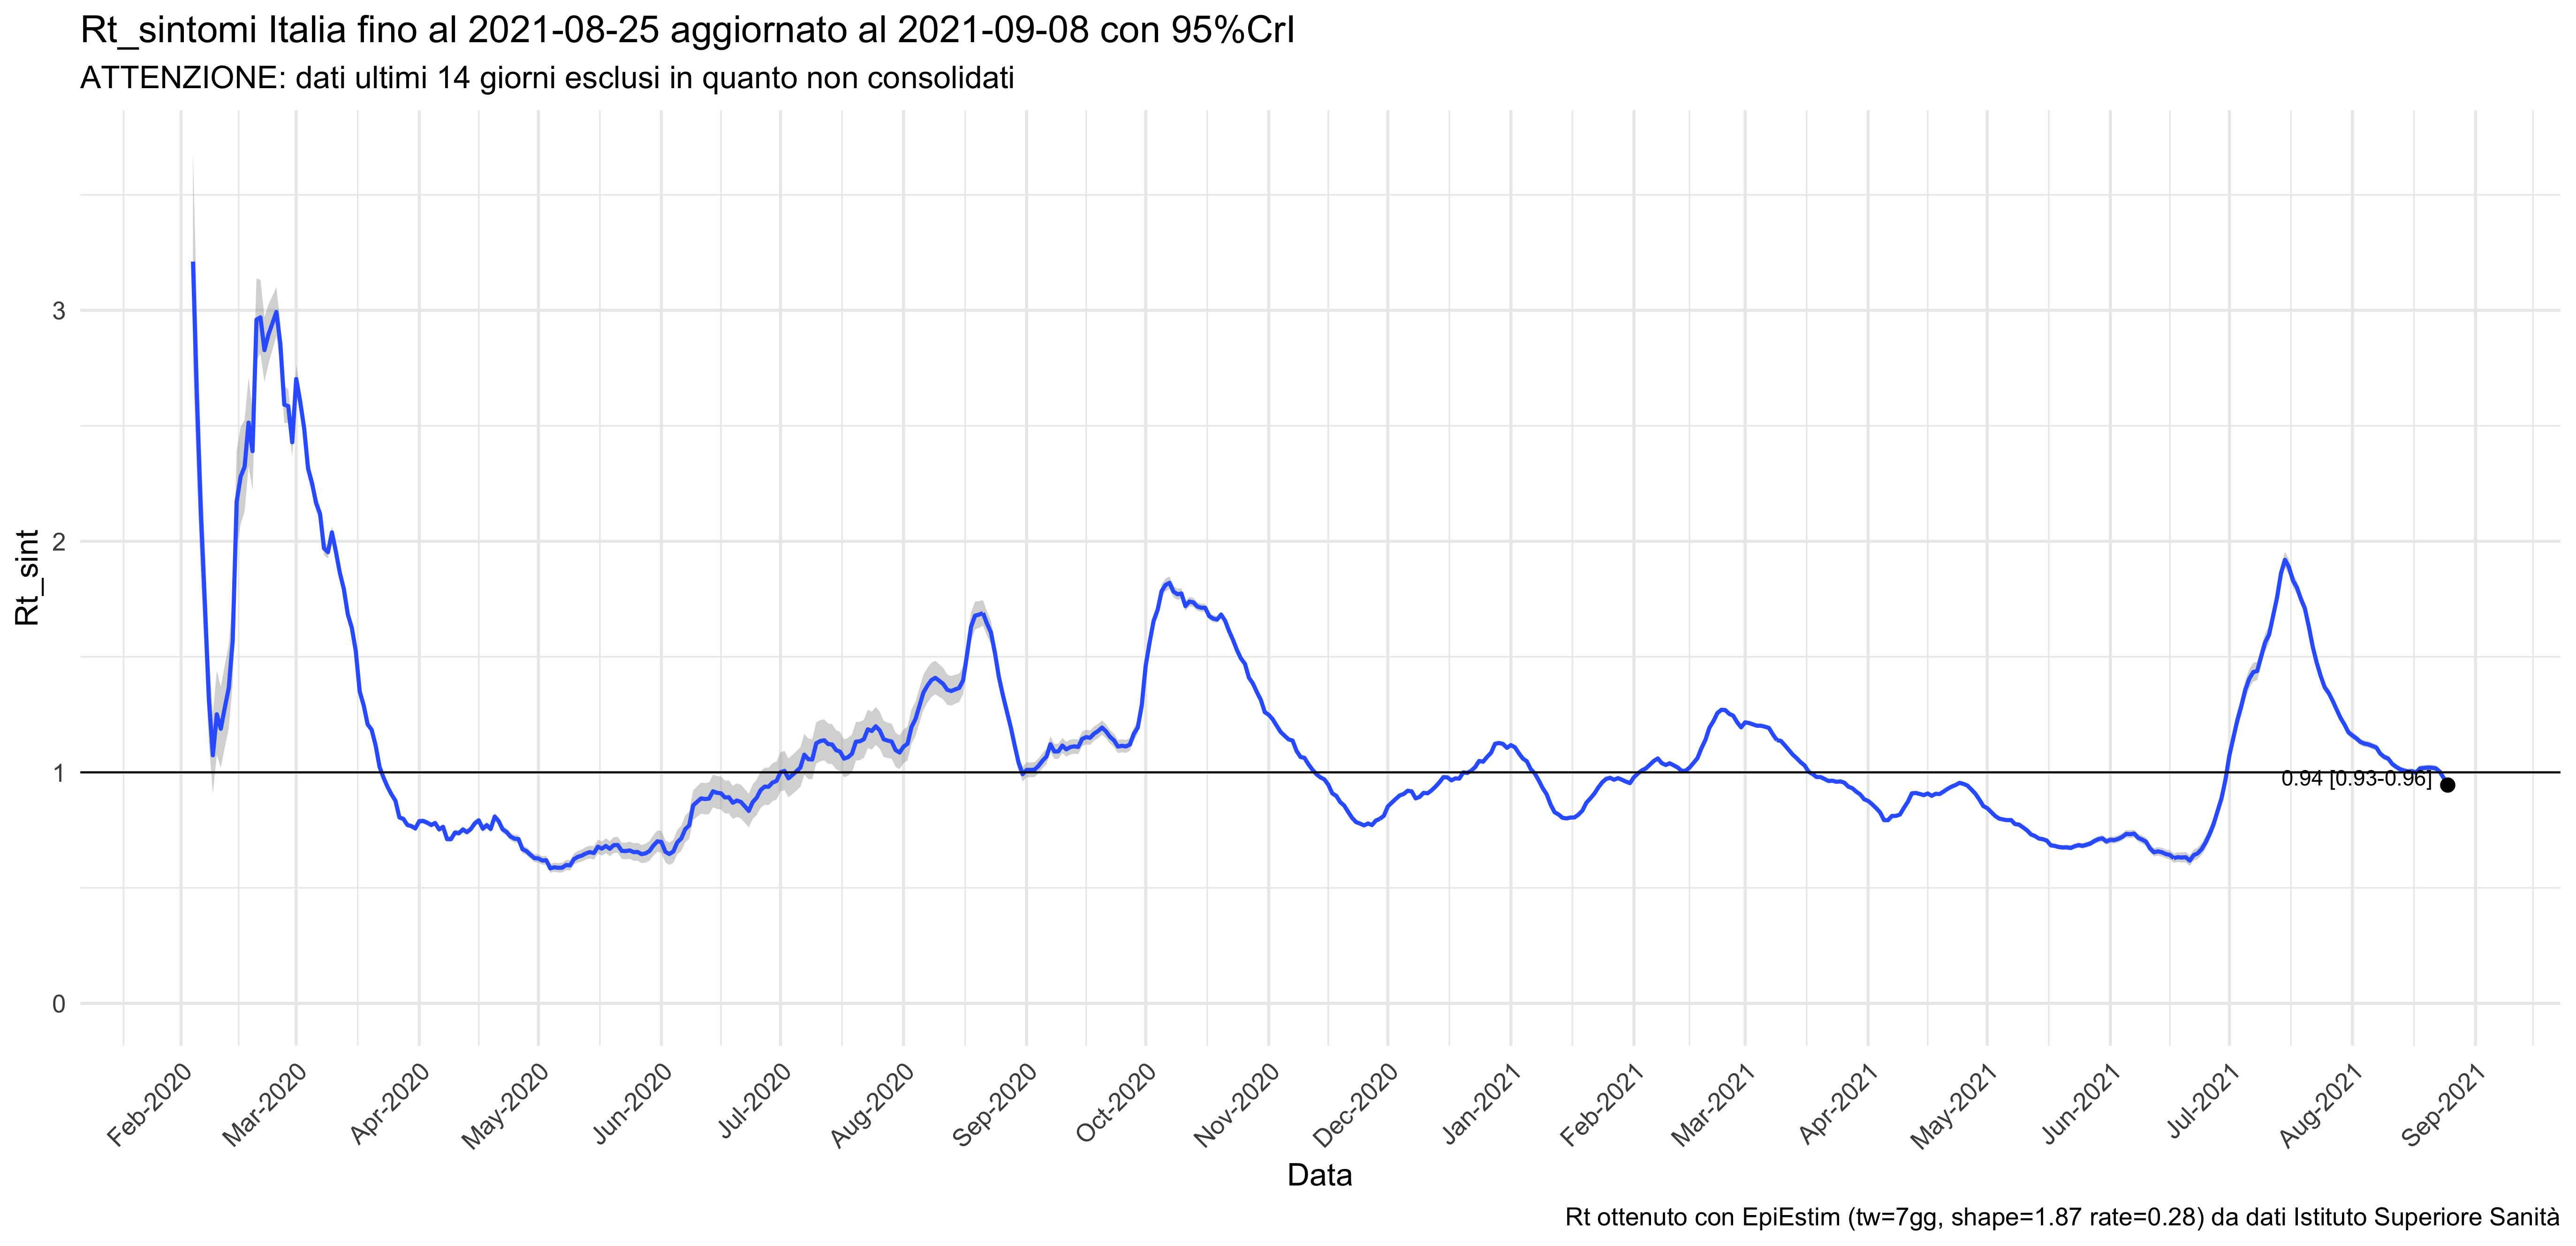 Rt_sintomi Italia fino al 2021-08-25 aggiornato al 2021-09-08 con 95%CrI
ATTENZIONE: dati ultimi 14 giorni esclusi in quanto non consolidati
Rt_sint
3
2
1
0
0.94 [0.93-0.96]
Feb-2020
Mar-2020
Apr-2020
May-2020
Jun-2020
Jul-2020
Aug-2020
Sep-2020
Oct-2020
Nov-2020
Dec-2020
Jan-2021
Feb-2021
Mar-2021
Apr-2021
May-2021
Jun-2021
Jul-2021
Aug-2021
Sep-2021
Data
Rt ottenuto con EpiEstim (tw=7gg, shape=1.87 rate=0.28) da dati Istituto Superiore Sanità